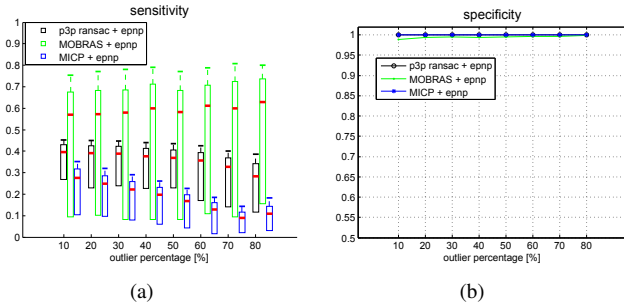 sensitivity
p3p ransac + epnp
MOBRAS + epnp
MICP + epnp
1
0.9
0.8
0.7
0.6
0.5
0.4
0.3
0.2
0.1
0
10 20 30 40 50 60 70 80
outlier percentage [%]
(a)
specificity
1
0.95
0.9
0.85
0.8
0.75
0.7
0.65
0.6
0.55
0.5
p3p ransac + epnp
MOBRAS + epnp
MICP + epnp
10 20 30 40 50 60 70 80
outlier percentage [%]
(b)